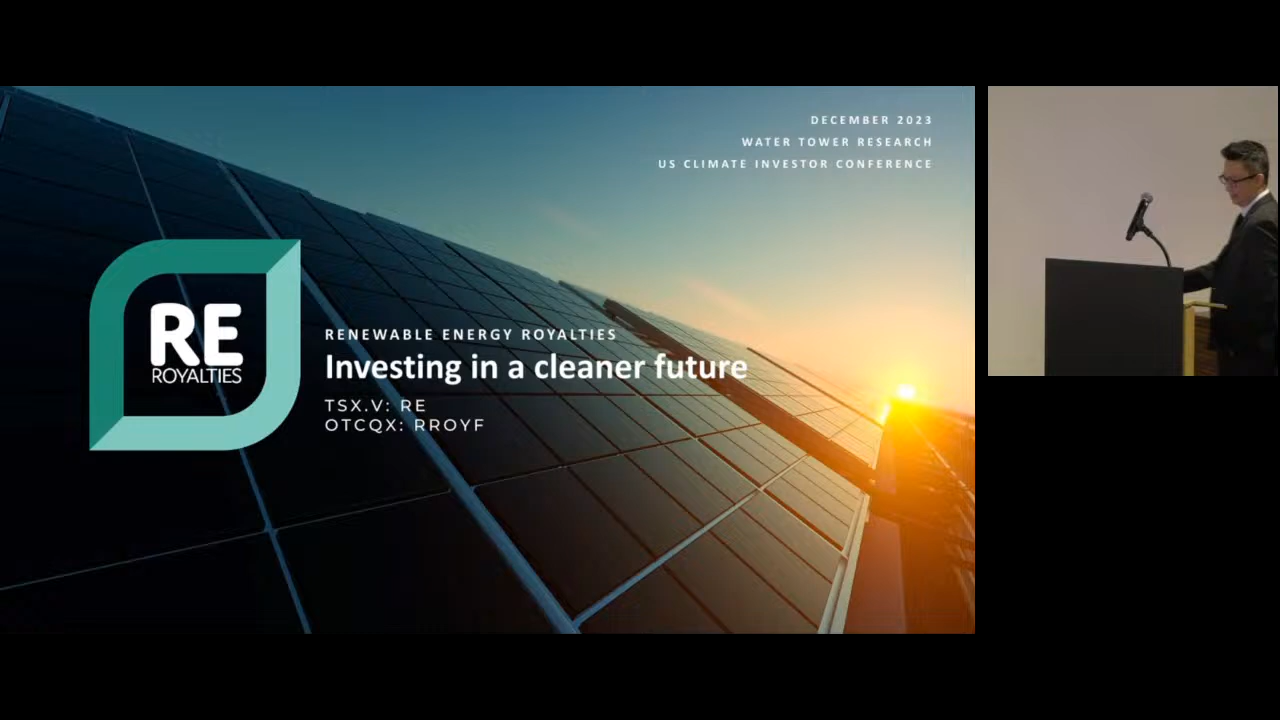 DECEMBER 2023
WATER TOWER RESEARCH
US CLIMATE INVESTOR CONFERENCE
RE
ROYALTIES
RENEWABLE ENERGY ROYALTIES
Investing in a cleaner future
TSX.V: RE
OTCQX: RROYF